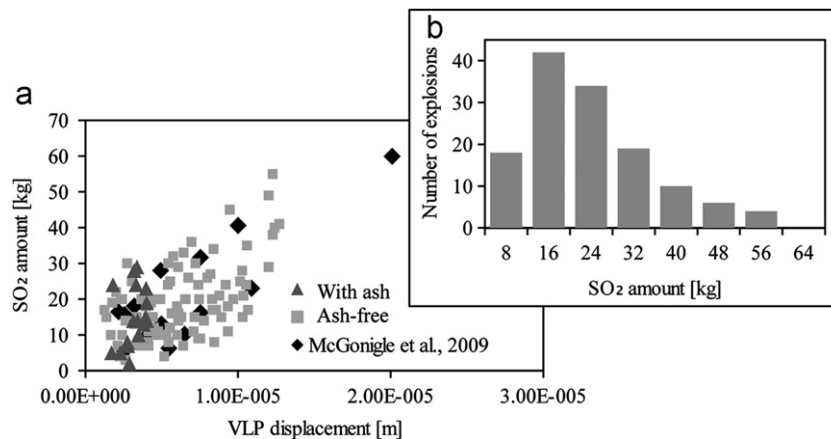 a
SO₂ amount [kg]
70
60
50
40
30
20
10
0
0.00E+000 1.00E-005 2.00E-005 3.00E-005
VLP displacement [m]
With ash
Ash-free
McGonigle et al., 2009
b
Number of explosions
40
30
20
10
0
8 16 24 32 40 48 56 64
SO₂ amount [kg]